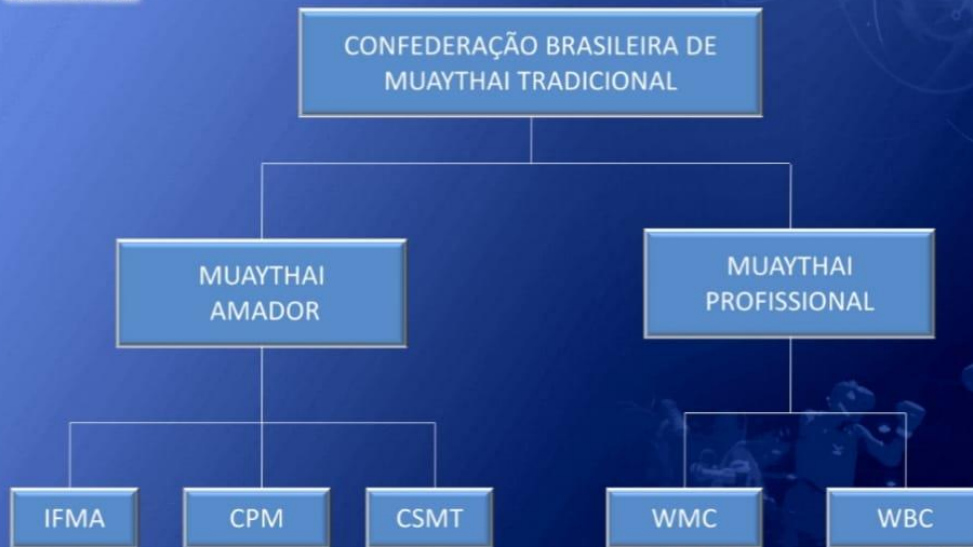 CONFEDERAÇÃO BRASILEIRA DE
MUAYTHAI TRADICIONAL
MUAYTHAI
AMADOR
MUAYTHAI
PROFISSIONAL
IFMA
CPM
CSMT
WMC
WBC